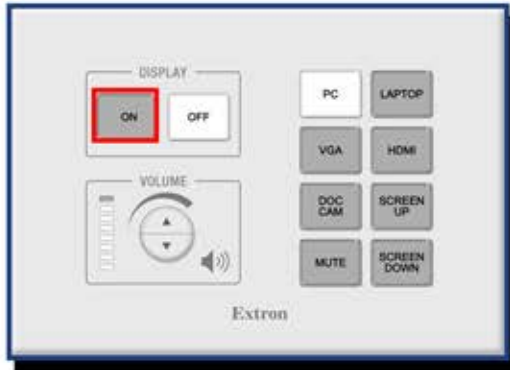 DISPLAY
ON
OFF
VOLUME
PC
LAPTOP
VGA
HDMI
DOC
CAM
SCREEN
UP
MUTE
SCREEN
DOWN
Extron